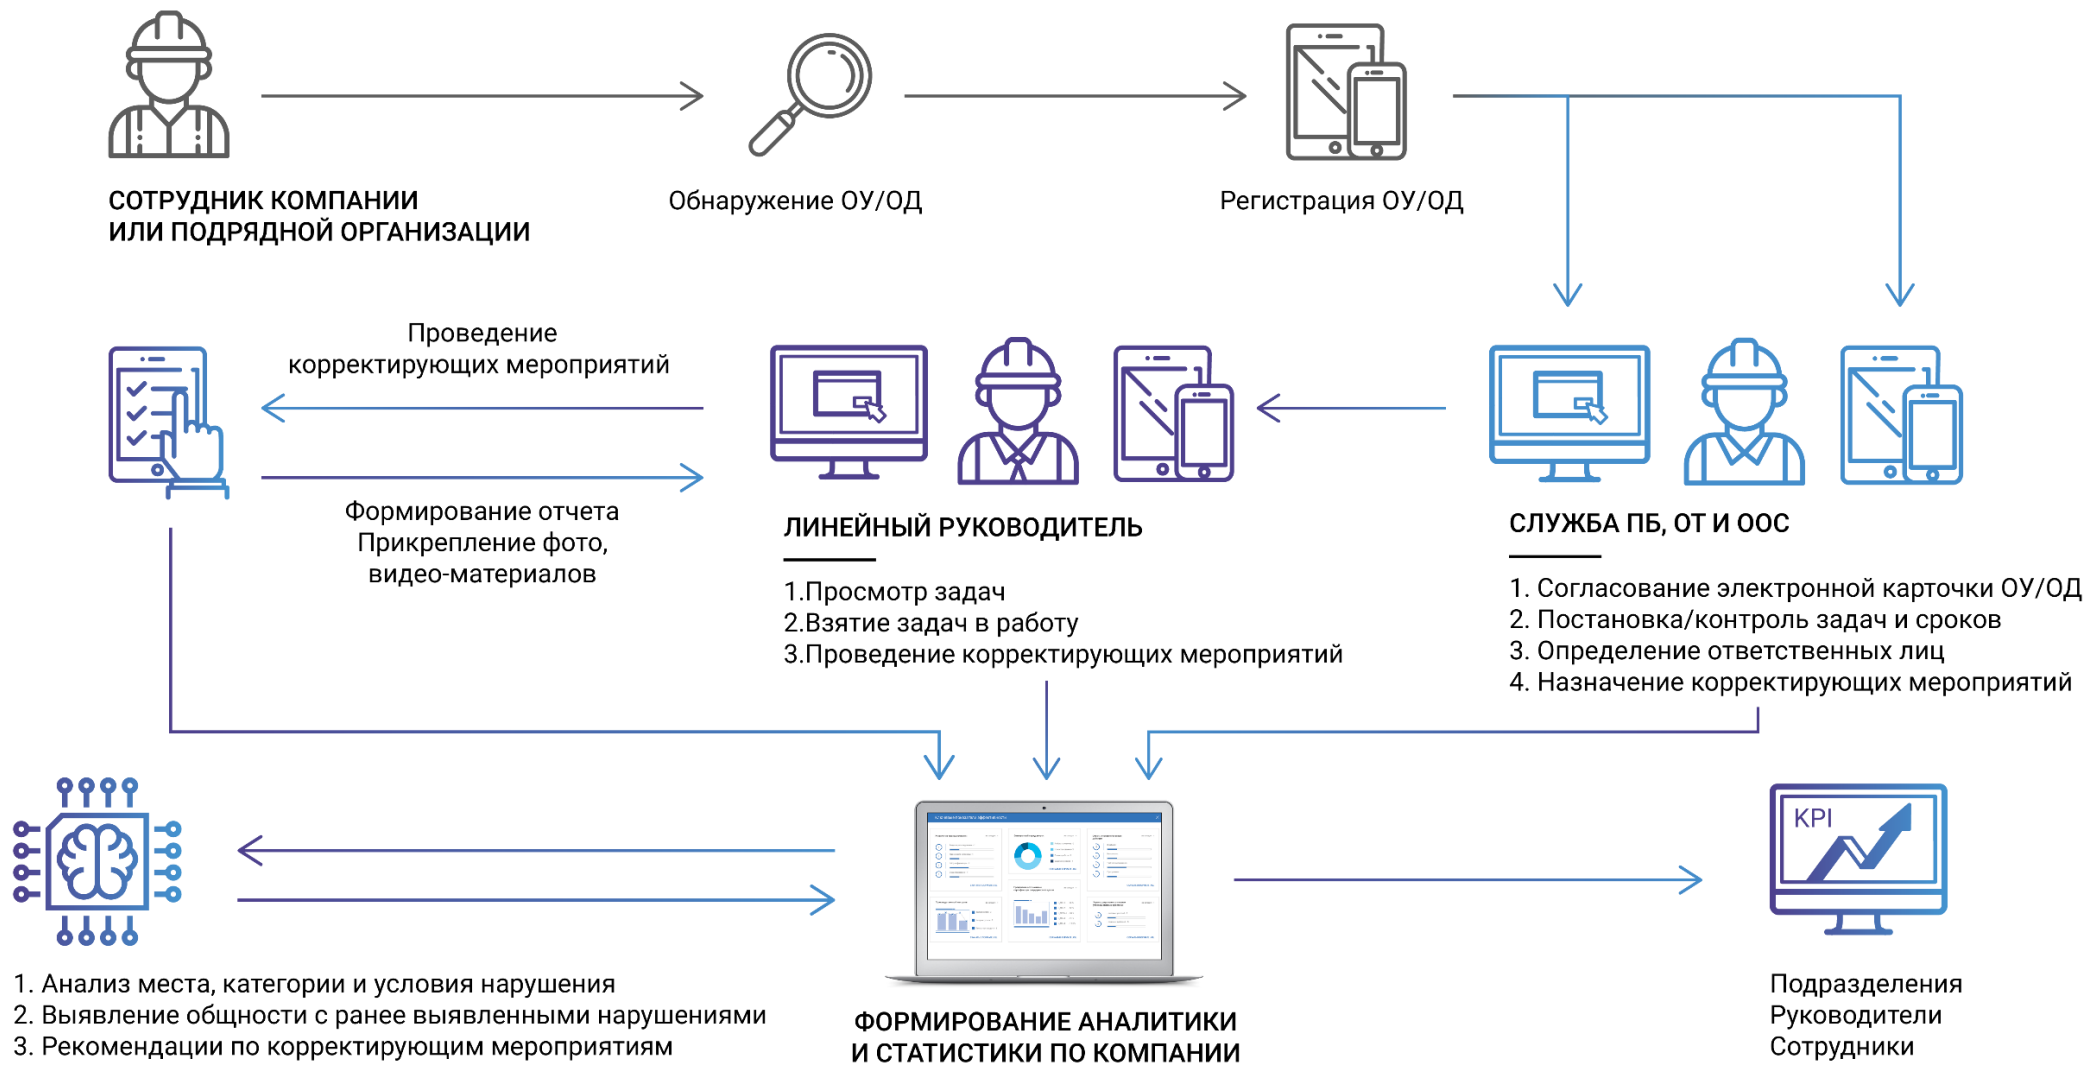 СОТРУДНИК КОМПАНИИ
ИЛИ ПОДРЯДНОЙ ОРГАНИЗАЦИИ
Обнаружение ОУ/ОД
Регистрация ОУ/ОД
Проведение
корректирующих мероприятий
Формирование отчета
Прикрепление фото,
видео-материалов
ЛИНЕЙНЫЙ РУКОВОДИТЕЛЬ
1.Просмотр задач
2.Взятие задач в работу
3.Проведение корректирующих мероприятий
СЛУЖБА ПБ, ОТ И ООС
1. Согласование электронной карточки ОУ/ОД
2. Постановка/контроль задач и сроков
3. Определение ответственных лиц
4. Назначение корректирующих мероприятий
1. Анализ места, категории и условия нарушения
2. Выявление общности с ранее выявленными нарушениями
3. Рекомендации по корректирующим мероприятиям
ФОРМИРОВАНИЕ АНАЛИТИКИ
И СТАТИСТИКИ ПО КОМПАНИИ
KPI
Подразделения
Руководители
Сотрудники